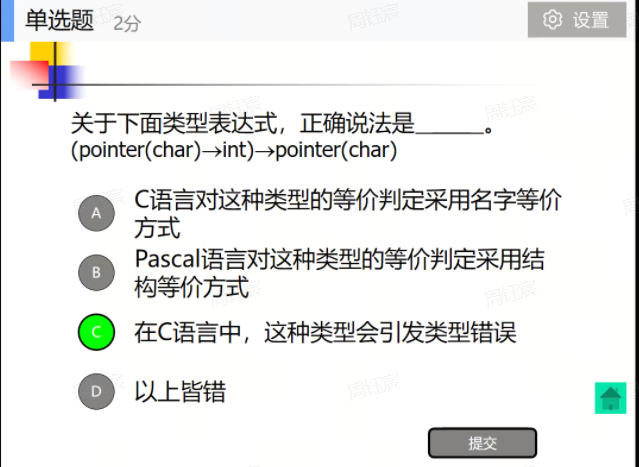 单选题 2分
设置
关于下面类型表达式，正确说法是______。
(pointer(char)→int)→pointer(char)
A C语言对这种类型的等价判定采用名字等价
方式
B Pascal语言对这种类型的等价判定采用结
构等价方式
C 在C语言中，这种类型会引发类型错误
D 以上皆错
提交
周钰宸